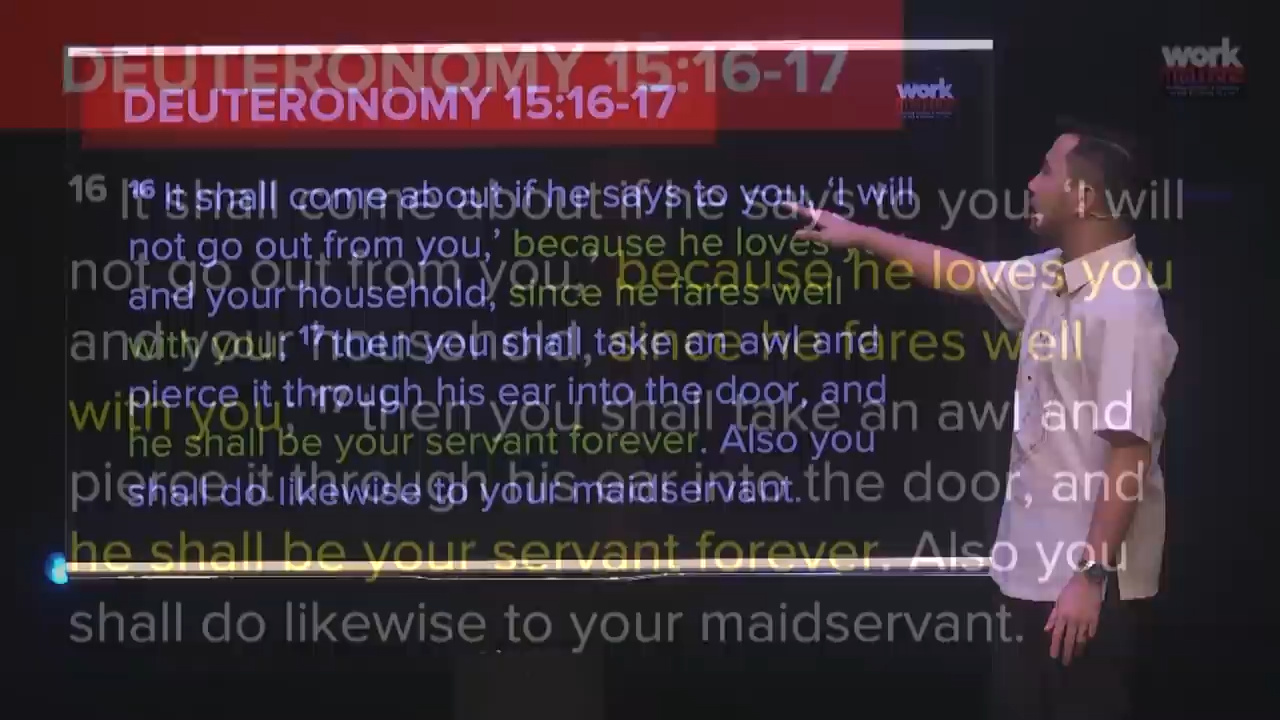 DEUTERONOMY 15:16-17
work
matters
16 It shall come about if he says to you, 'I will
not go out from you,' because he loves you
and your household, since he fares well
with you, 17 then you shall take an awl and
pierce it through his ear into the door, and
he shall be your servant forever. Also you
shall do likewise to your maidservant.
DEUTERONOMY 15:16-17
work
matters
16 It shall come about if he says to you, 'I will
not go out from you,' because he loves
and your household, since he fares well
with you, 17 then you shall take an awl and
pierce it through his ear into the door, and
he shall be your servant forever. Also you
shall do likewise to your maidservant.